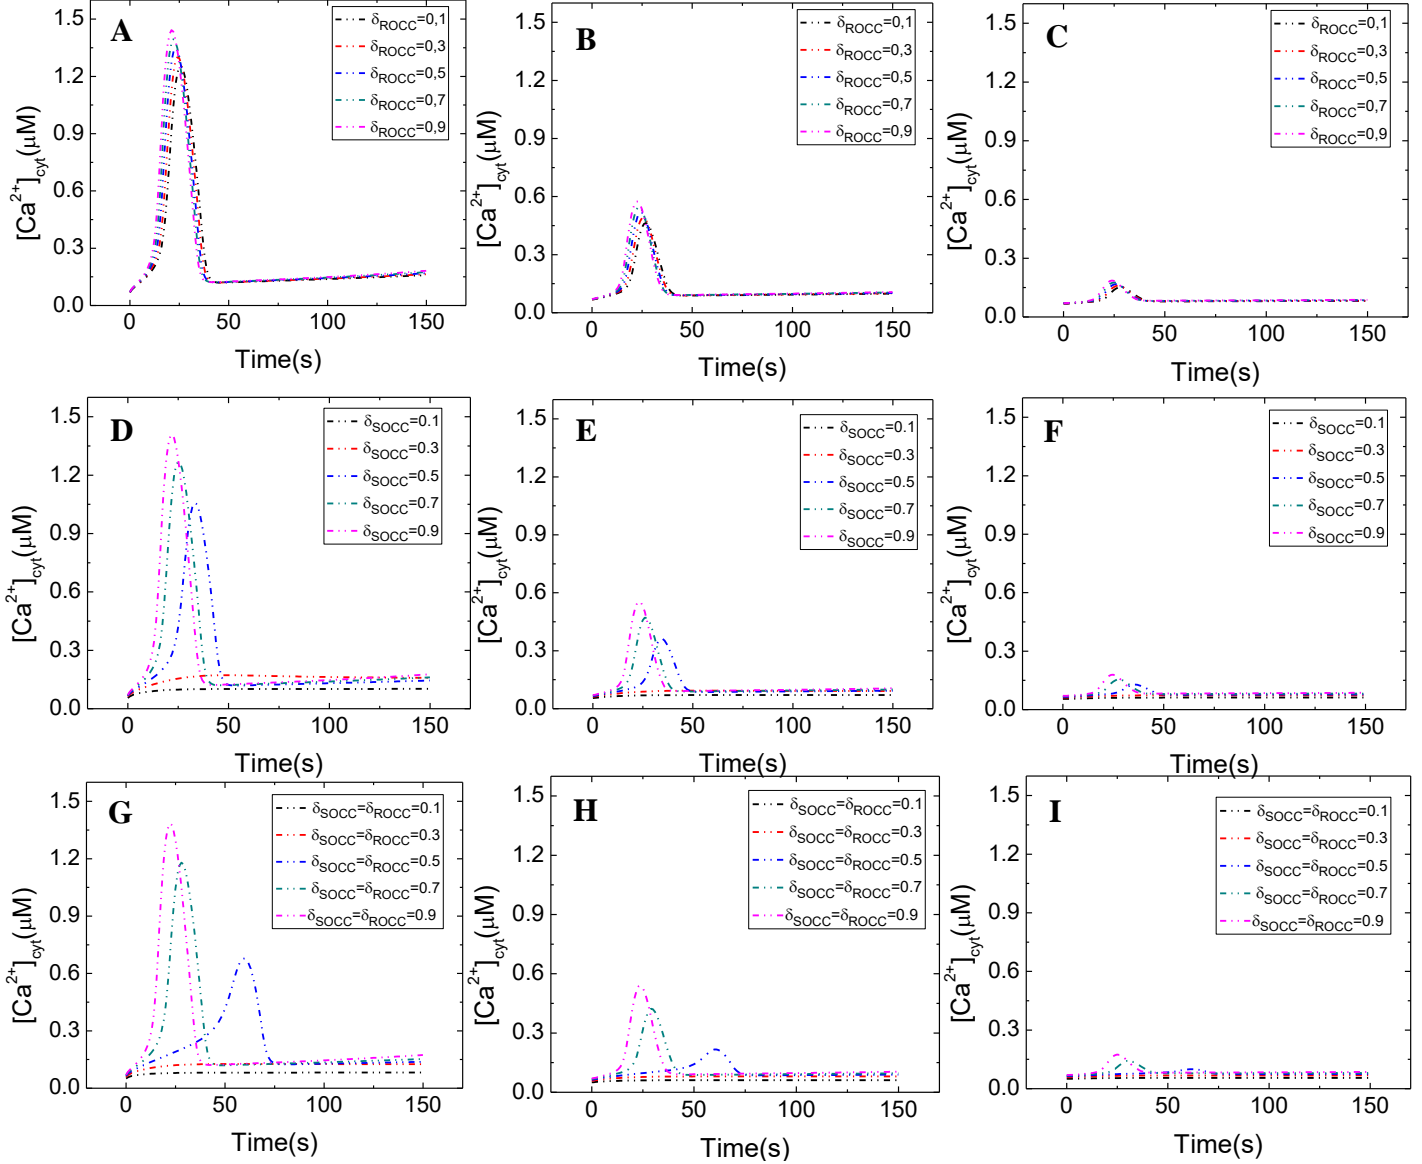 A
δROCC=0,1
δROCC=0,3
δROCC=0,5
δROCC=0,7
δROCC=0,9
1.5
1.2
0.9
0.6
0.3
0.0
[Ca2+]cyt(μM)
0 50 100 150
Time(s)
B
δROCC=0,1
δROCC=0,3
δROCC=0,5
δROCC=0,7
δROCC=0,9
1.5
1.2
0.9
0.6
0.3
0.0
[Ca2+]cyt(μM)
0 50 100 150
Time(s)
C
δROCC=0,1
δROCC=0,3
δROCC=0,5
δROCC=0,7
δROCC=0,9
1.5
1.2
0.9
0.6
0.3
0.0
[Ca2+]cyt(μM)
0 50 100 150
Time(s)
D
δSOCC=0.1
δSOCC=0.3
δSOCC=0.5
δSOCC=0.7
δSOCC=0.9
1.5
1.2
0.9
0.6
0.3
0.0
[Ca2+]cyt(μM)
0 50 100 150
Time(s)
E
δSOCC=0.1
δSOCC=0.3
δSOCC=0.5
δSOCC=0.7
δSOCC=0.9
1.5
1.2
0.9
0.6
0.3
0.0
[Ca2+]cyt(μM)
0 50 100 150
Time(s)
F
δSOCC=0.1
δSOCC=0.3
δSOCC=0.5
δSOCC=0.7
δSOCC=0.9
1.5
1.2
0.9
0.6
0.3
0.0
[Ca2+]cyt(μM)
0 50 100 150
Time(s)
G
δSOCC=δROCC=0.1
δSOCC=δROCC=0.3
δSOCC=δROCC=0.5
δSOCC=δROCC=0.7
δSOCC=δROCC=0.9
1.5
1.2
0.9
0.6
0.3
0.0
[Ca2+]cyt(μM)
0 50 100 150
Time(s)
H
δSOCC=δROCC=0.1
δSOCC=δROCC=0.3
δSOCC=δROCC=0.5
δSOCC=δROCC=0.7
δSOCC=δROCC=0.9
1.5
1.2
0.9
0.6
0.3
0.0
[Ca2+]cyt(μM)
0 50 100 150
Time(s)
I
δSOCC=δROCC=0.1
δSOCC=δROCC=0.3
δSOCC=δROCC=0.5
δSOCC=δROCC=0.7
δSOCC=δROCC=0.9
1.5
1.2
0.9
0.6
0.3
0.0
[Ca2+]cyt(μM)
0 50 100 150
Time(s)